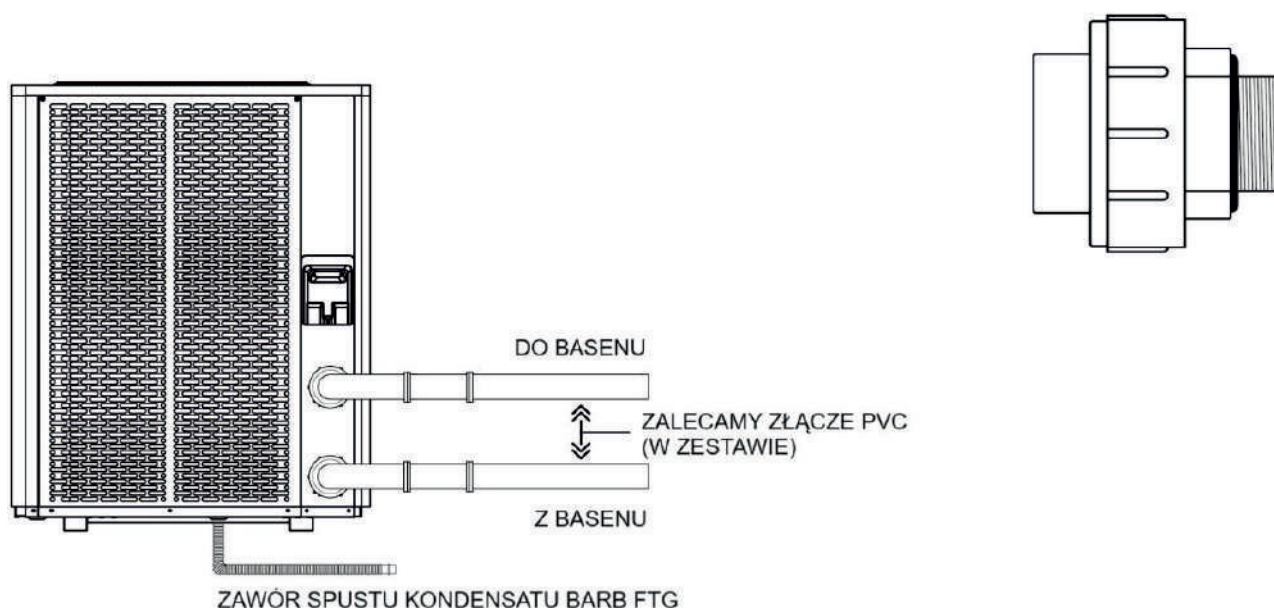 DO BASENU
ZALECAMY ZŁĄCZE PVC
(W ZESTAWIE)
Z BASENU
ZAWÓR SPUSTU KONDENSATU BARB FTG